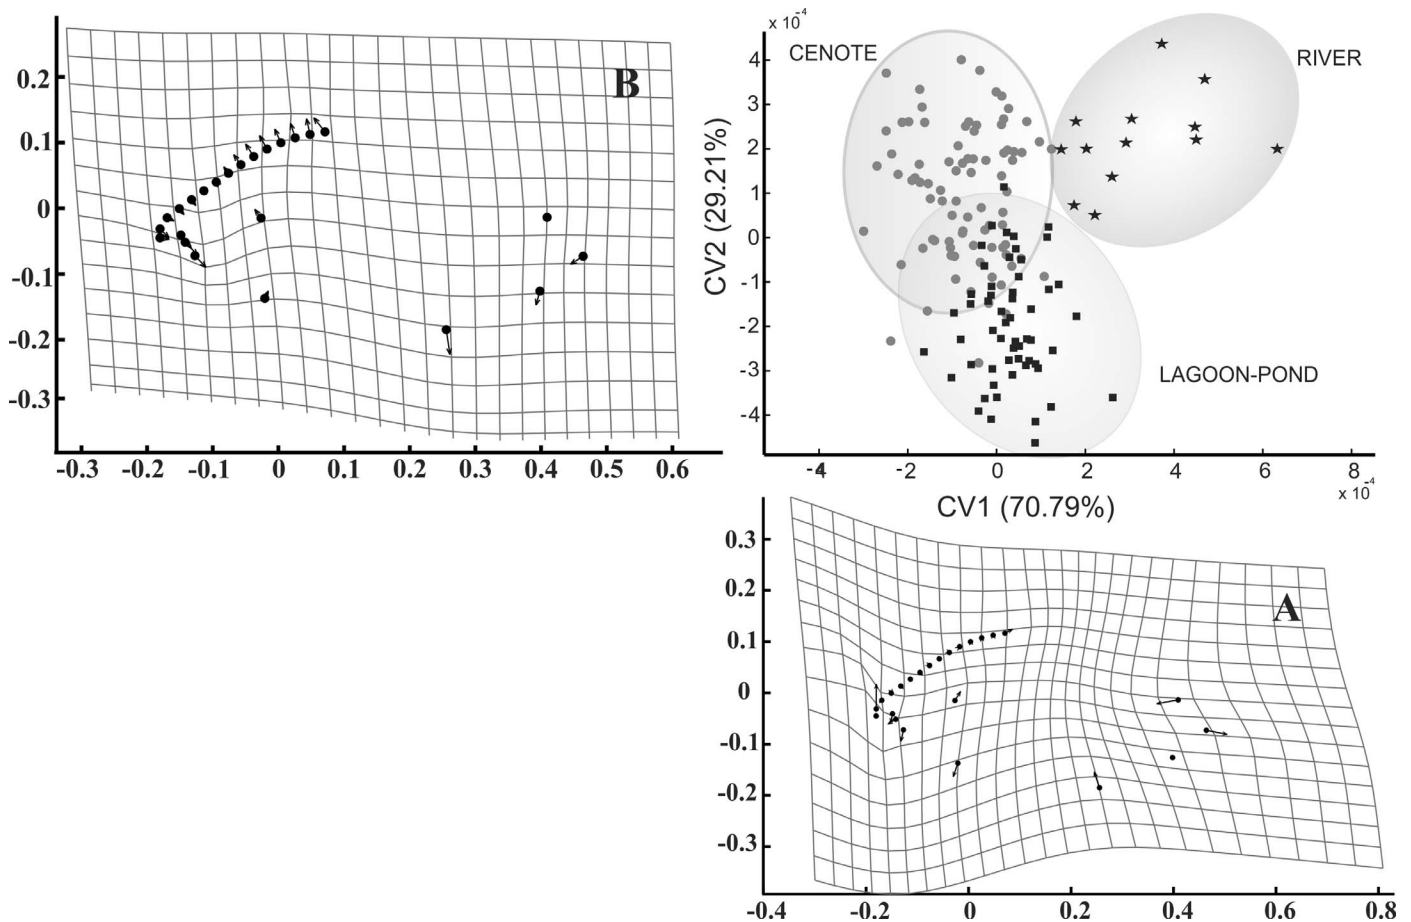 B
0.2
0.1
0
-0.1
-0.2
-0.3
-0.3 -0.2 -0.1 0 0.1 0.2 0.3 0.4 0.5 0.6
x 10-4
CENOTE
RIVER
LAGOON-POND
4
3
2
1
0
-1
-2
-3
-4
CV2 (29.21%)
-4 -2 0 2 4 6 8
x 10-4
CV1 (70.79%)
A
0.3
0.2
0.1
0
-0.1
-0.2
-0.3
-0.4 -0.2 0 0.2 0.4 0.6 0.8